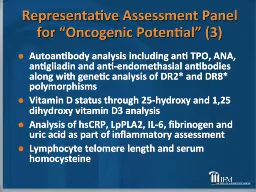 Representative Assessment Panel
for “Oncogenic Potential” (3)
Autoantibody analysis including anti TPO, ANA,
antigliadin and anti-endomethasial antibodies
along with genetic analysis of DR2* and DR8*
polymorphisms
Vitamin D status through 25-hydroxy and 1,25
dihydroxy vitamin D3 analysis
Analysis of hsCRP, LpPLA2, IL-6, fibrinogen and
uric acid as part of inflammatory assessment
Lymphocyte telomere length and serum
homocysteine
IFM